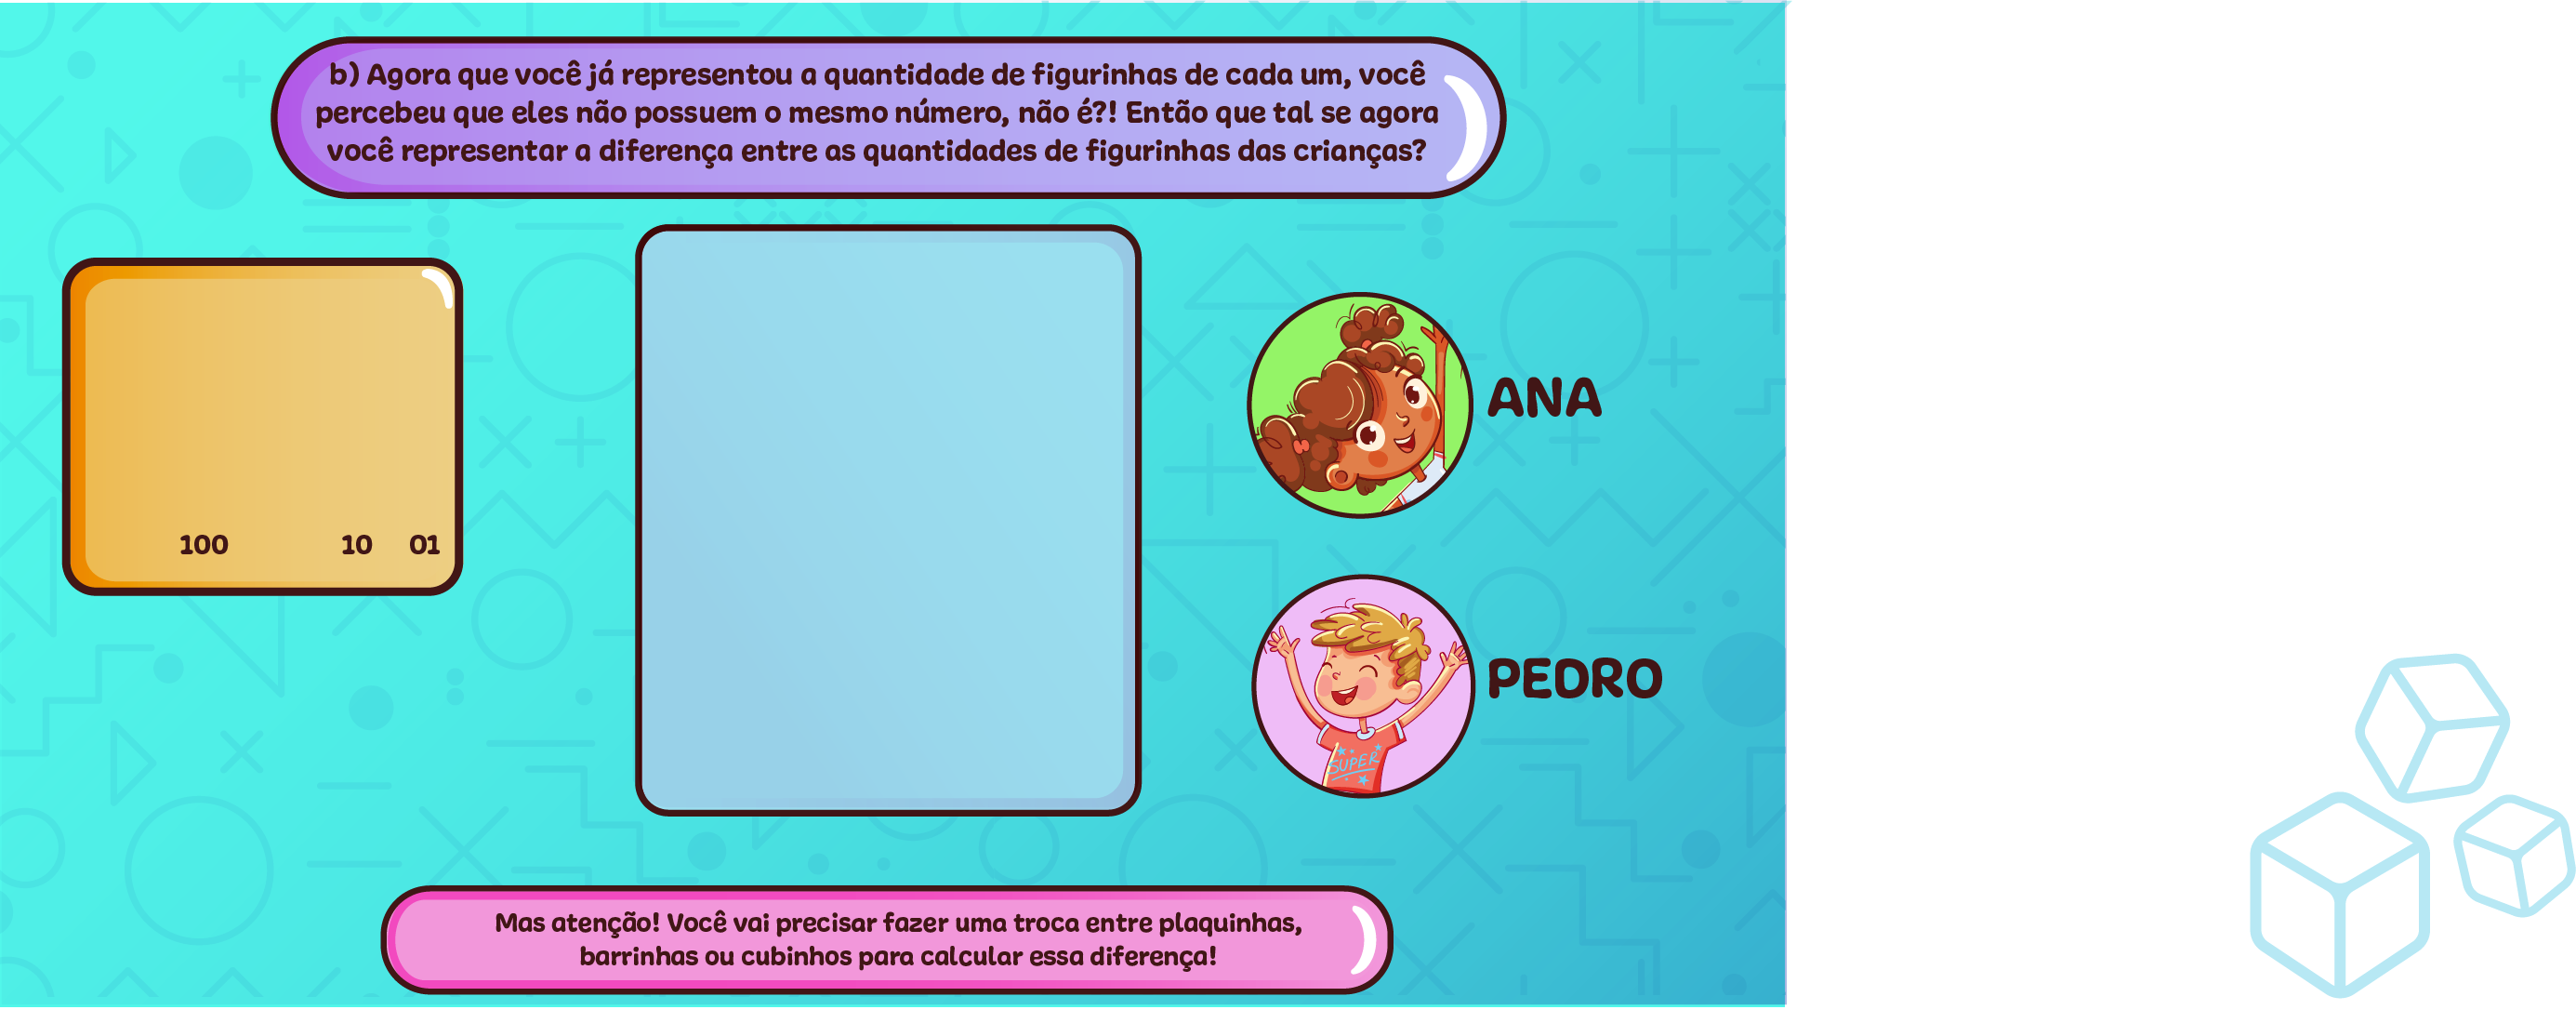 b) Agora que você já representou a quantidade de figurinhas de cada um, você
percebeu que eles não possuem o mesmo número, não é?! Então que tal se agora
você representar a diferença entre as quantidades de figurinhas das crianças?
100 10 01
ANA
PEDRO
SUPER
Mas atenção! Você vai precisar fazer uma troca entre plaquinhas,
barrinhas ou cubinhos para calcular essa diferença!